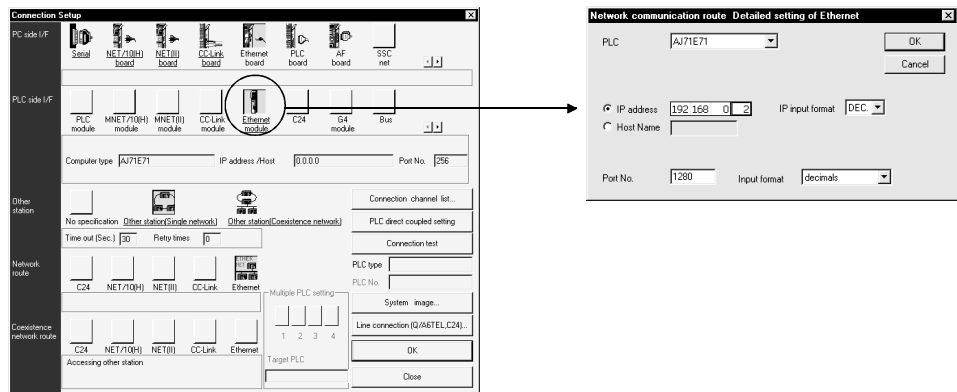 Connection Setup
PC side I/F
Serial NET/10(H) board NET(II) board CC-Link board Ethernet board PLC board AF board SSC net
PLC side I/F
PLC module MNET/10(H) module MNET(II) module CC-Link module Ethernet module C24 G4 module Bus
Computer type AJ71E71 IP address /Host 0.0.0.0 Port No. 256
Other station
No specification Other station(Single network) Other station(Coexistence network)
Time out (Sec.) 30 Retry times 0
Connection channel list...
PLC direct coupled setting
Connection test
Network route
C24 NET/10(H) NET(II) CC-Link Ethernet
PLC type
PLC No.
Multiple PLC setting
1 2 3 4
Target PLC
System image...
Line connection (Q/A6TEL,C24)...
Coexistence network route
C24 NET/10(H) NET(II) CC-Link Ethernet
Accessing other station
OK
Close
Network communication route Detailed setting of Ethernet
PLC AJ71E71
OK
Cancel
IP address 192 168 0 2 IP input format DEC.
Host Name
Port No. 1280 Input format decimals